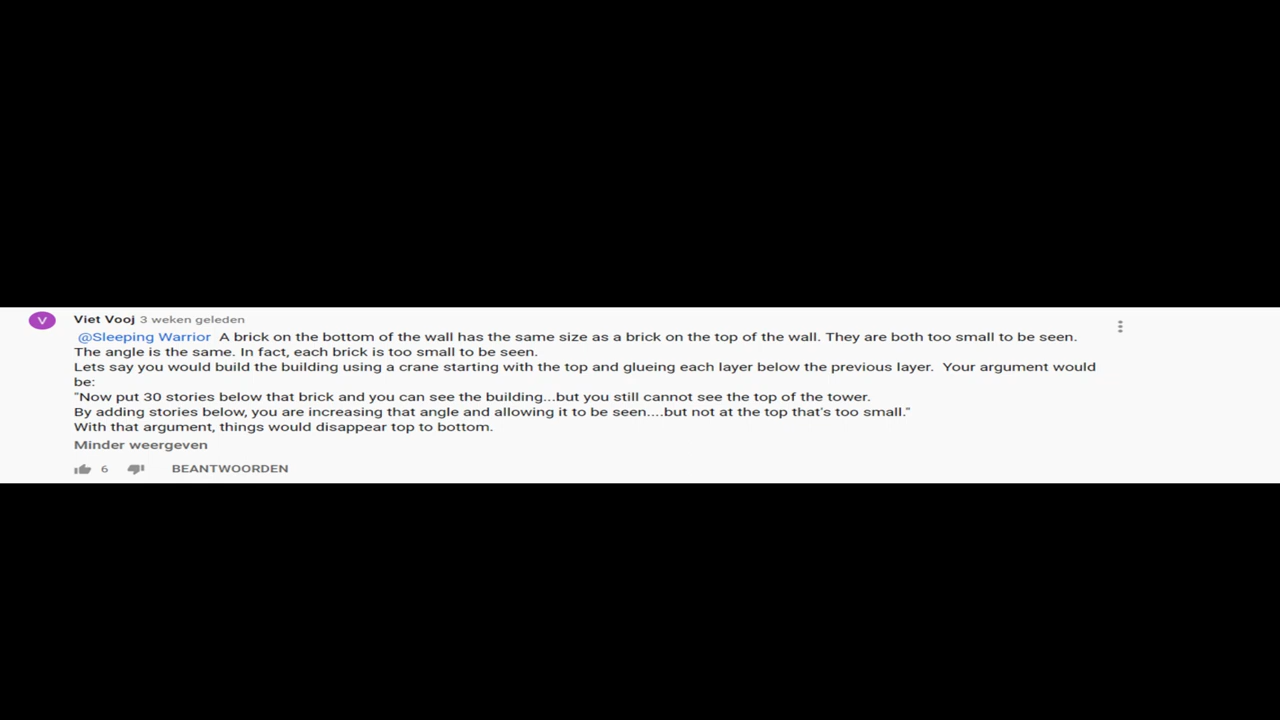 V
Viet Vooj 3 weken geleden
@Sleeping Warrior A brick on the bottom of the wall has the same size as a brick on the top of the wall. They are both too small to be seen.
The angle is the same. In fact, each brick is too small to be seen.
Lets say you would build the building using a crane starting with the top and glueing each layer below the previous layer. Your argument would
be:
"Now put 30 stories below that brick and you can see the building...but you still cannot see the top of the tower.
By adding stories below, you are increasing that angle and allowing it to be seen....but not at the top that's too small."
With that argument, things would disappear top to bottom.
Minder weergeven
6 BEANTWOORDEN